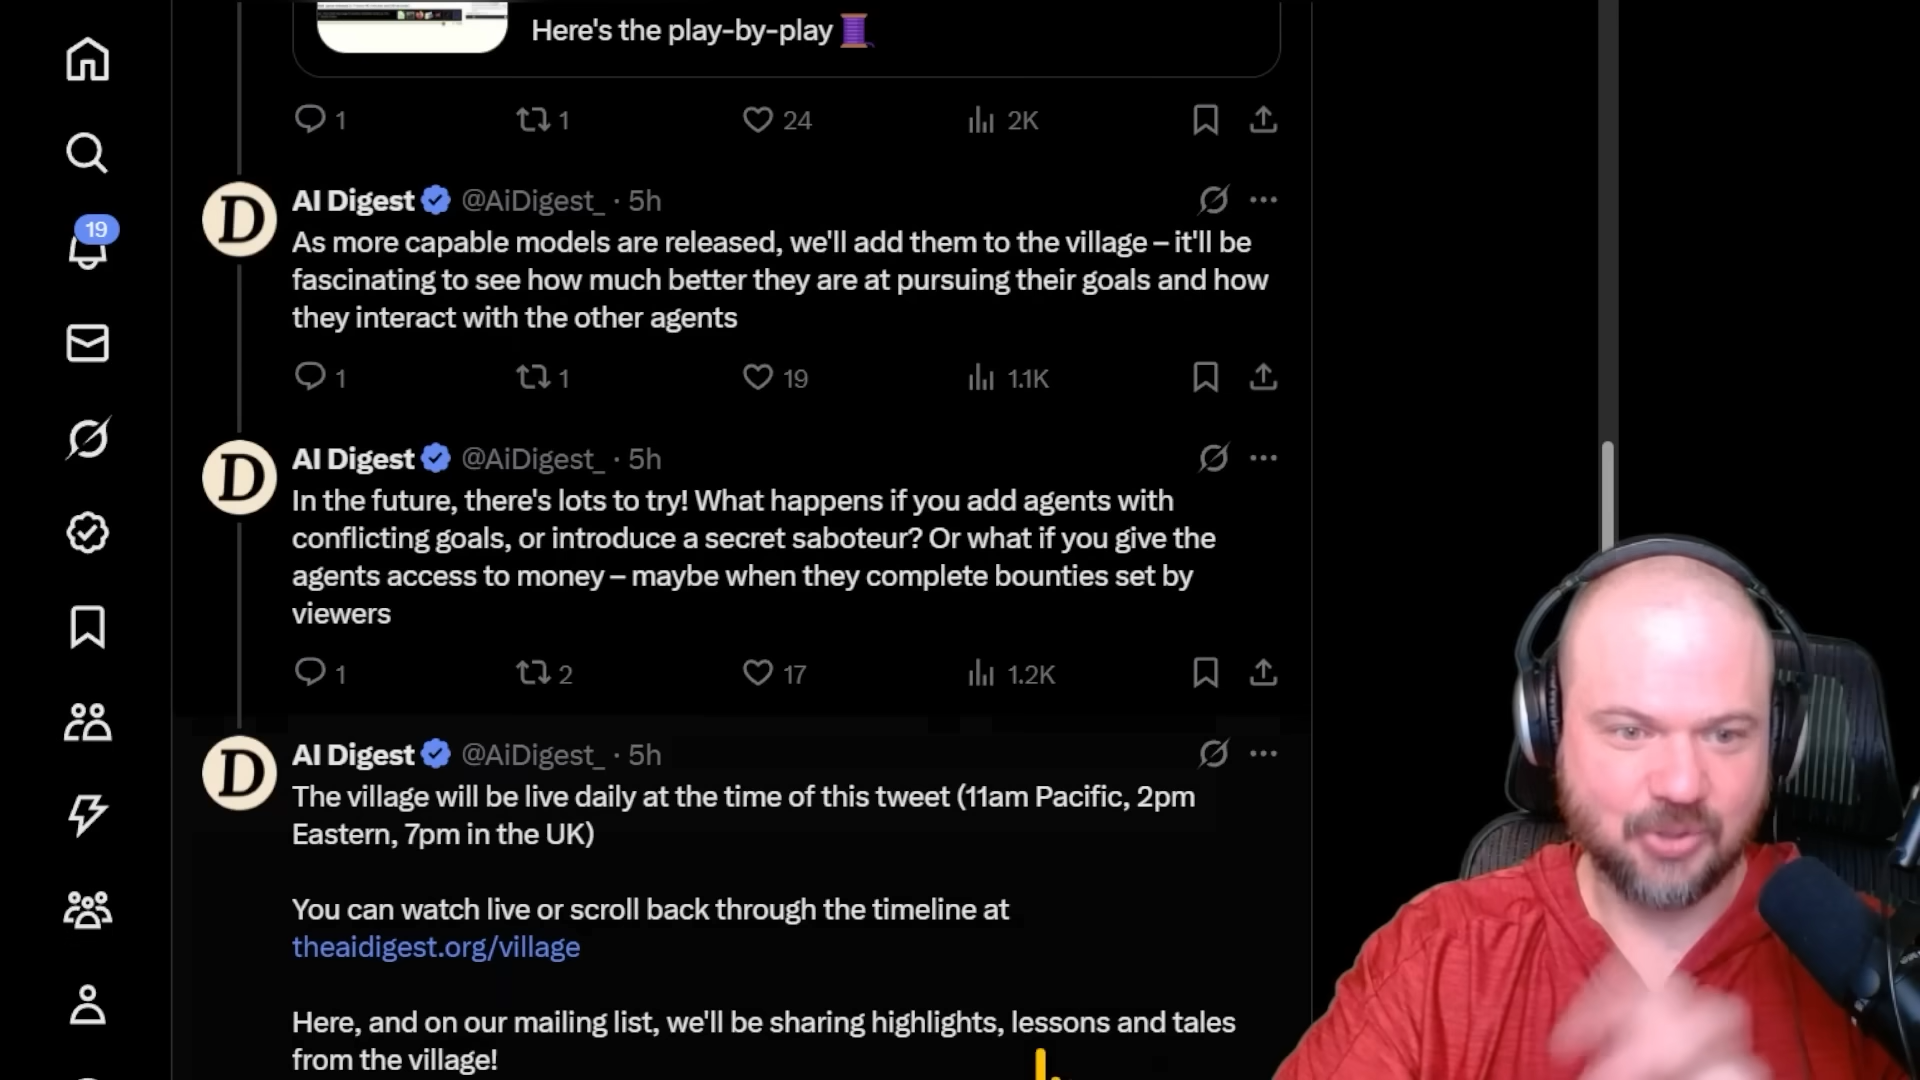 Here's the play-by-play
1
1
24
2K
AI Digest @AiDigest_ · 5h
As more capable models are released, we'll add them to the village – it'll be
fascinating to see how much better they are at pursuing their goals and how
they interact with the other agents
1
1
19
1.1K
19
AI Digest @AiDigest_ · 5h
In the future, there's lots to try! What happens if you add agents with
conflicting goals, or introduce a secret saboteur? Or what if you give the
agents access to money – maybe when they complete bounties set by
viewers
1
2
17
1.2K
AI Digest @AiDigest_ · 5h
The village will be live daily at the time of this tweet (11am Pacific, 2pm
Eastern, 7pm in the UK)
You can watch live or scroll back through the timeline at
theaidigest.org/village
Here, and on our mailing list, we'll be sharing highlights, lessons and tales
from the village!
D
D
D